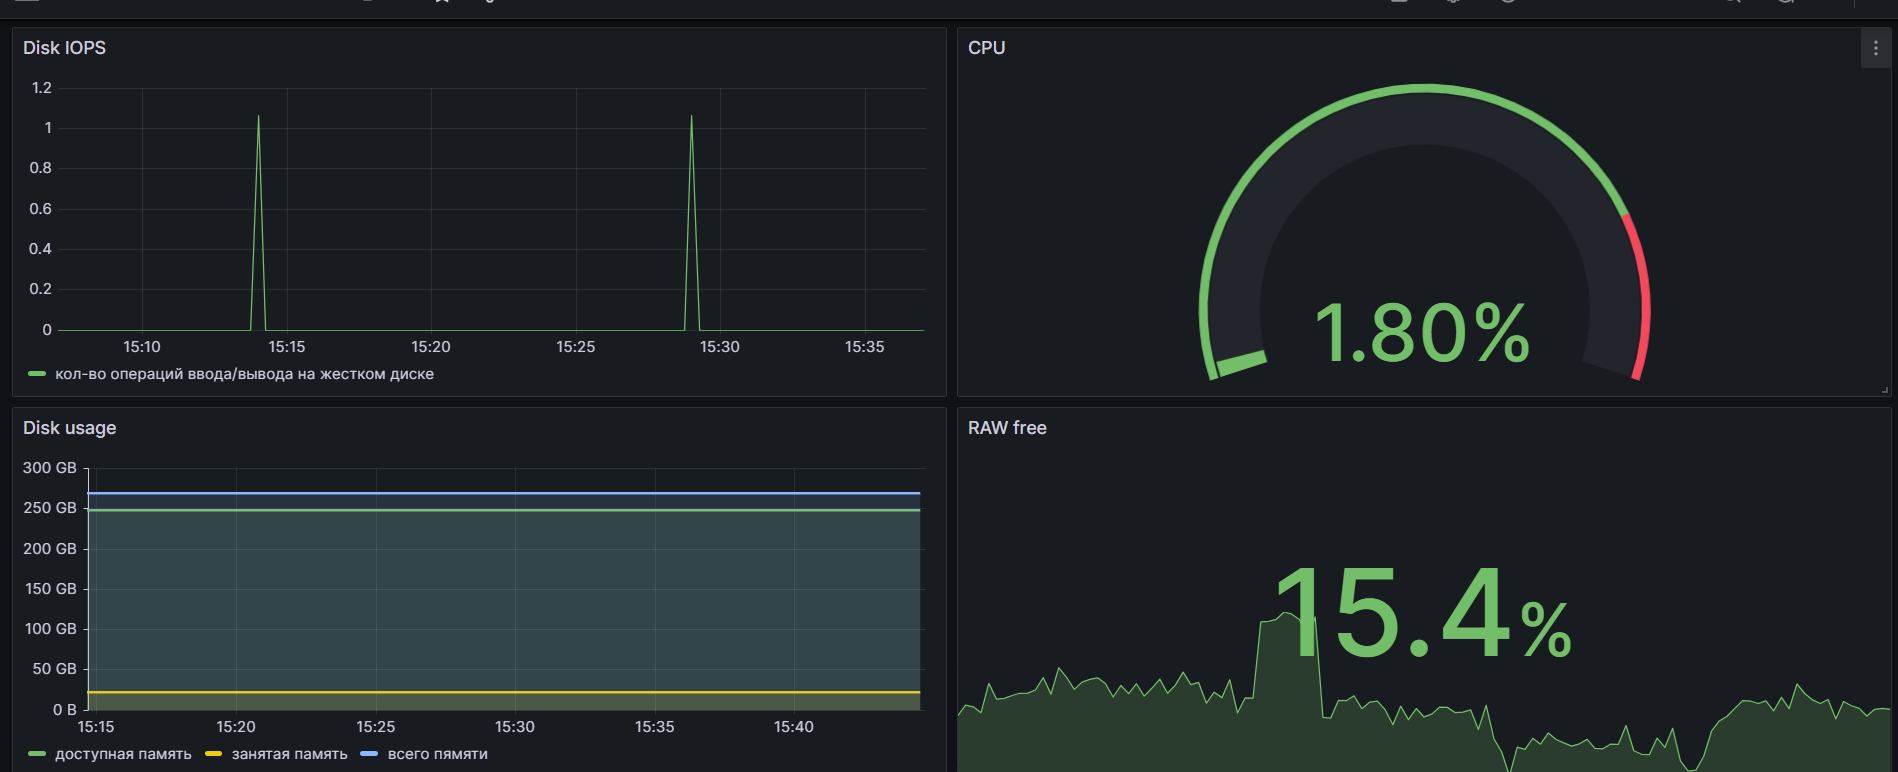 Disk IOPS
1.2
1
0.8
0.6
0.4
0.2
0
15:10 15:15 15:20 15:25 15:30 15:35
кол-во операций ввода/вывода на жестком диске
CPU
1.80%
Disk usage
300 GB
250 GB
200 GB
150 GB
100 GB
50 GB
0 B
15:15 15:20 15:25 15:30 15:35 15:40
доступная память занятая память всего пямяти
RAW free
15.4%